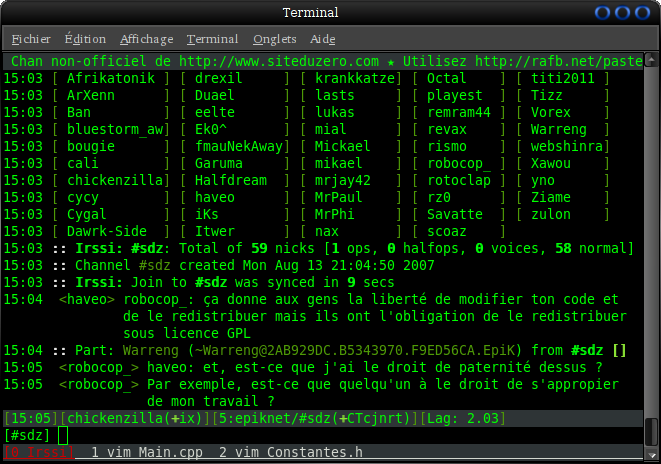 Terminal
Fichier Édition Affichage Terminal Onglets Aide
Chan non-officiel de http://www.siteduzero.com ★ Utilisez http://rafb.net/paste
15:03 [ Afrikatonik ] [ drexil ] [ krankkatze] [ Octal ] [ titi2011 ]
15:03 [ ArXenn ] [ Duael ] [ lasts ] [ playest ] [ Tizz ]
15:03 [ Ban ] [ eelte ] [ lukas ] [ remram44 ] [ Vorex ]
15:03 [ bluestorm_aw] [ Ek0^ ] [ mial ] [ revax ] [ Warreng ]
15:03 [ bougie ] [ fmauNekAway] [ Mickael ] [ rismo ] [ webshinra]
15:03 [ cali ] [ Garuma ] [ mikael ] [ robocop_ ] [ Xawou ]
15:03 [ chickenzilla] [ Halfdream ] [ mrjay42 ] [ rotoclap ] [ yno ]
15:03 [ cycy ] [ haveo ] [ MrPaul ] [ rz0 ] [ Ziame ]
15:03 [ Cygal ] [ iKs ] [ MrPhi ] [ Savatte ] [ zulon ]
15:03 [ Dawrk-Side ] [ Itwer ] [ nax ] [ scoaz ]
15:03 :: Irssi: #sdz: Total of 59 nicks [1 ops, 0 halfops, 0 voices, 58 normal]
15:03 :: Channel #sdz created Mon Aug 13 21:04:50 2007
15:03 :: Irssi: Join to #sdz was synced in 9 secs
15:04 <haveo> robocop_: ça donne aux gens la liberté de modifier ton code et
de le redistribuer mais ils ont l'obligation de le redistribuer
sous licence GPL
15:04 :: Part: Warreng (~Warreng@2AB929DC.B5343970.F9ED56CA.EpiK) from #sdz []
15:05 <robocop_> haveo: et, est-ce que j'ai le droit de paternité dessus ?
15:05 <robocop_> Par exemple, est-ce que quelqu'un à le droit de s'appropier
de mon travail ?
[15:05][chickenzilla(+ix)][5:epiknet/#sdz(+CTcjnrt)][Lag: 2.03]
[#sdz]
[0 Irssi] 1 vim Main.cpp 2 vim Constantes.h